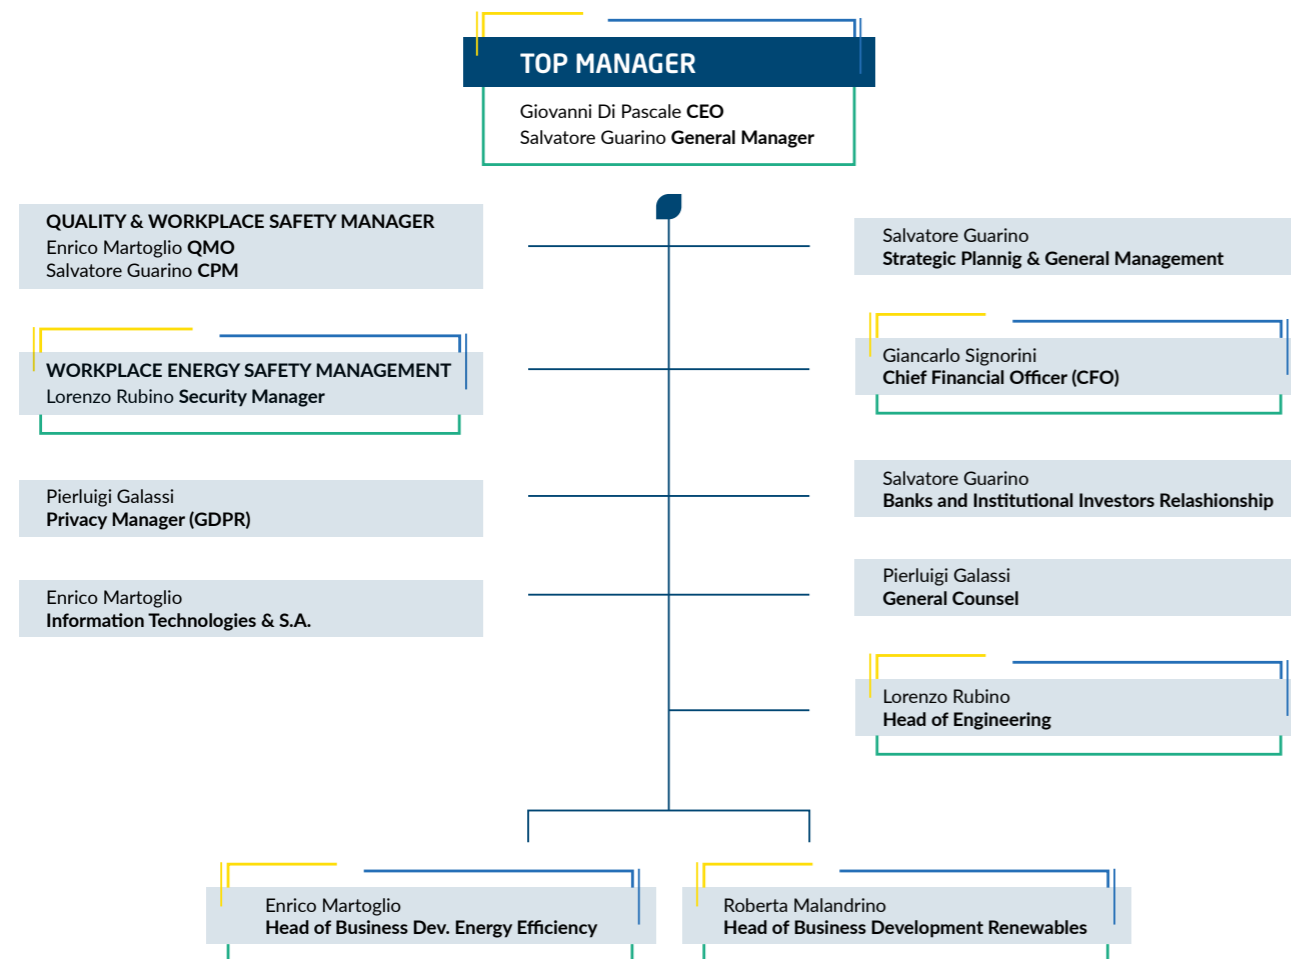 TOP MANAGER
Giovanni Di Pascale CEO
Salvatore Guarino General Manager
QUALITY & WORKPLACE SAFETY MANAGER
Enrico Martoglio QMO
Salvatore Guarino CPM
Salvatore Guarino
Strategic Plannig & General Management
WORKPLACE ENERGY SAFETY MANAGEMENT
Lorenzo Rubino Security Manager
Giancarlo Signorini
Chief Financial Officer (CFO)
Pierluigi Galassi
Privacy Manager (GDPR)
Salvatore Guarino
Banks and Institutional Investors Relashionship
Enrico Martoglio
Information Technologies & S.A.
Pierluigi Galassi
General Counsel
Lorenzo Rubino
Head of Engineering
Enrico Martoglio
Head of Business Dev. Energy Efficiency
Roberta Malandrino
Head of Business Development Renewables